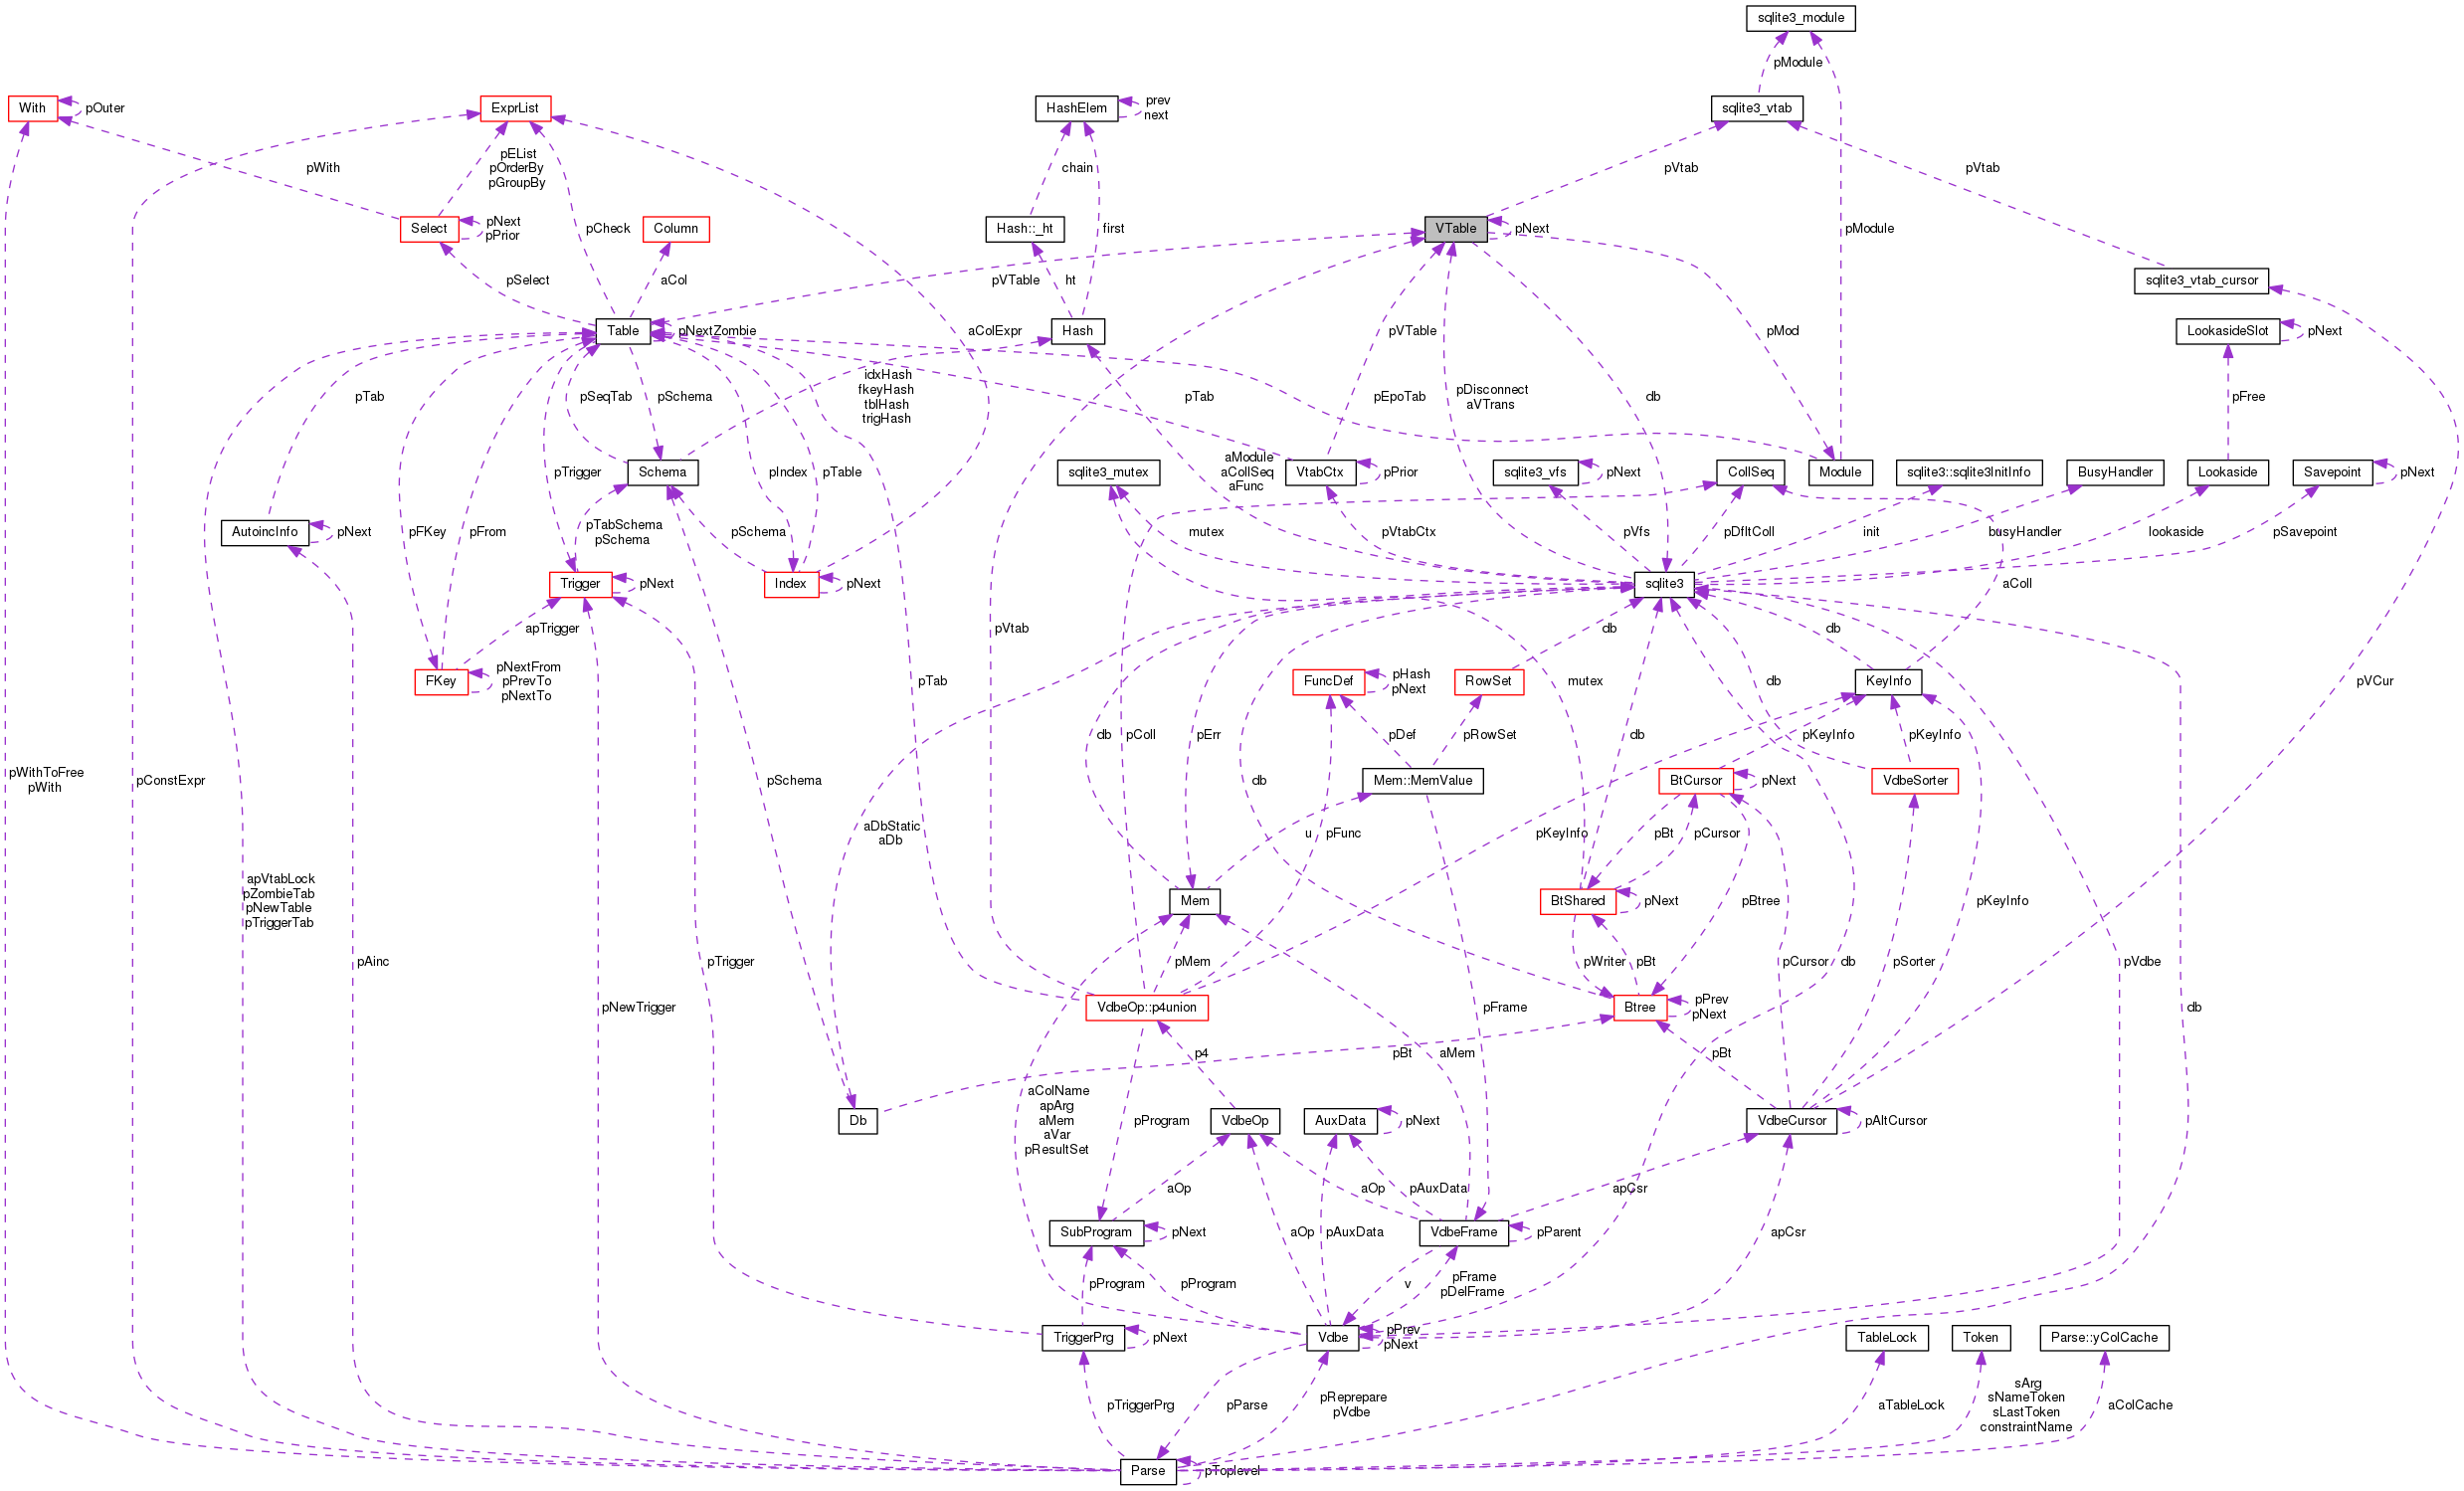 sqlite3_module
pModule
With
pOuter
ExprList
HashElem
prev
next
sqlite3_vtab
pEList
pOrderBy
pGroupBy
pWith
chain
pVtab
pVtab
Select
pNext
pPrior
pCheck
Column
Hash::_ht
first
VTable
pNext
pModule
pSelect
aCol
ht
pVTable
sqlite3_vtab_cursor
Table
pNextZombie
Hash
aColExpr
pVTable
pMod
LookasideSlot
pNext
pTab
pSeqTab
pSchema
idxHash
fkeyHash
tblHash
trigHash
pTab
pEpoTab
pDisconnect
aVTrans
db
pFree
pTrigger
Schema
pIndex
pTable
sqlite3_mutex
aModule
aCollSeq
aFunc
VtabCtx
pPrior
sqlite3_vfs
pNext
CollSeq
Module
sqlite3::sqlite3InitInfo
BusyHandler
Lookaside
Savepoint
pNext
AutoincInfo
pNext
pFKey
pFrom
pTabSchema
pSchema
pSchema
mutex
pVtabCtx
pVfs
pDfltColl
init
busyHandler
lookaside
pSavepoint
Trigger
pNext
Index
pNext
sqlite3
aColl
apTrigger
pVtab
db
db
FKey
pNextFrom
pPrevTo
pNextTo
pTab
FuncDef
pHash
pNext
RowSet
mutex
KeyInfo
db
pVCur
pColl
db
pErr
pDef
pRowSet
db
pKeyInfo
pKeyInfo
pWithToFree
pWith
pConstExpr
pSchema
db
Mem::MemValue
BtCursor
pNext
VdbeSorter
aDbStatic
aDb
u
pFunc
pKeyInfo
pBt
pCursor
apVtabLock
pZombieTab
pNewTable
pTriggerTab
Mem
BtShared
pNext
pBtree
pKeyInfo
pAinc
pTrigger
pMem
pWriter
pBt
pCursor
db
pSorter
pVdbe
pNewTrigger
VdbeOp::p4union
pFrame
Btree
pPrev
pNext
db
p4
pBt
aMem
pBt
aColName
apArg
aMem
aVar
pResultSet
Db
pProgram
VdbeOp
AuxData
pNext
VdbeCursor
pAltCursor
aOp
aOp
pAuxData
apCsr
SubProgram
pNext
aOp
pAuxData
VdbeFrame
pParent
apCsr
pProgram
pProgram
v
pFrame
pDelFrame
TriggerPrg
pNext
Vdbe
pPrev
pNext
TableLock
Token
Parse::yColCache
pTriggerPrg
pParse
pReprepare
pVdbe
aTableLock
sArg
sNameToken
sLastToken
constraintName
aColCache
Parse
pToplevel